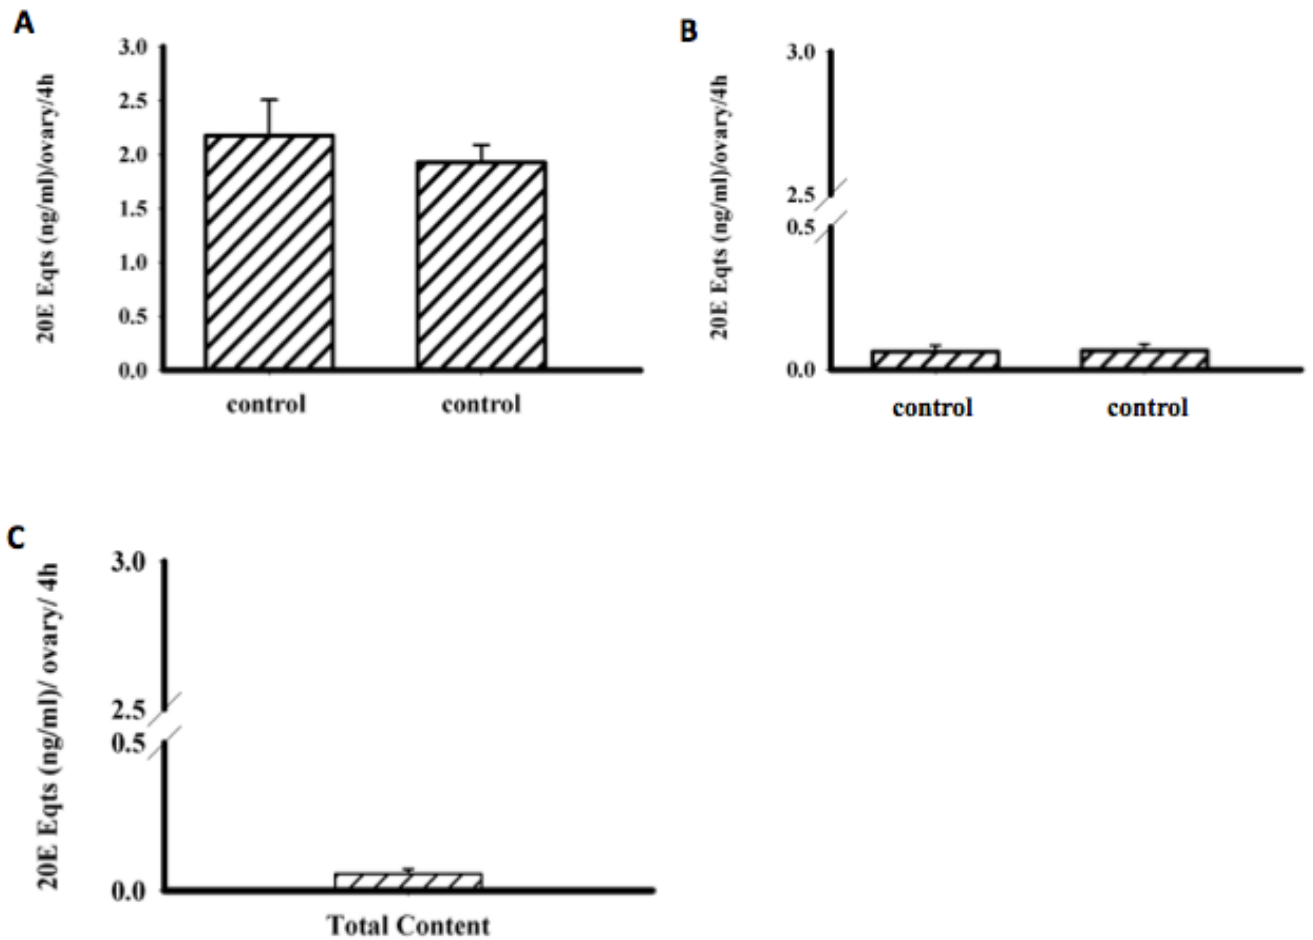 A
20E Eqts (ng/ml)/ovary/4h
3.0
2.5
2.0
1.5
1.0
0.5
0.0
control control
B
20E Eqts (ng/ml)/ovary/4h
3.0
2.5
0.5
0.0
control control
C
20E Eqts (ng/ml)/ ovary/ 4h
3.0
2.5
0.5
0.0
Total Content